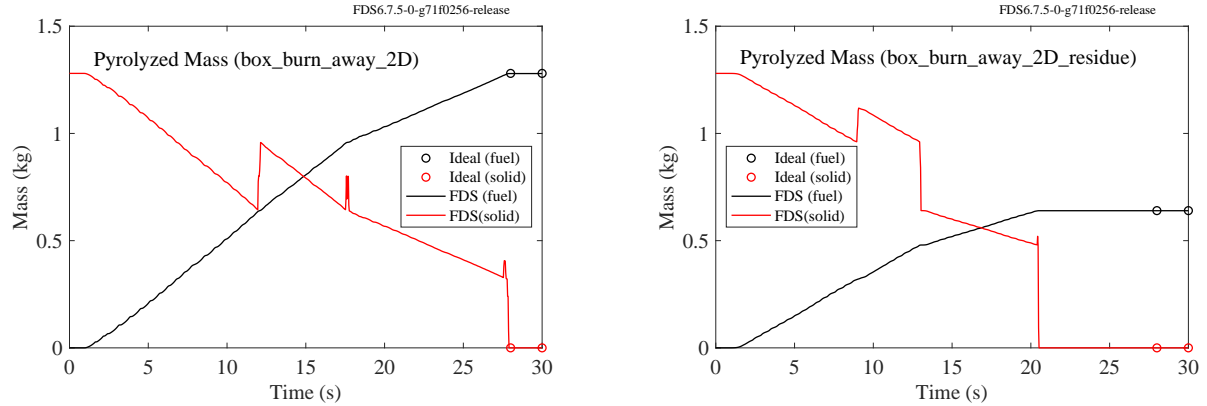 FDS6.7.5-0-g71f0256-release
Pyrolyzed Mass (box_burn_away_2D)
1.5
1
0.5
0
Mass (kg)
Ideal (fuel)
Ideal (solid)
FDS (fuel)
FDS(solid)
0 5 10 15 20 25 30
Time (s)
FDS6.7.5-0-g71f0256-release
Pyrolyzed Mass (box_burn_away_2D_residue)
1.5
1
0.5
0
Mass (kg)
Ideal (fuel)
Ideal (solid)
FDS (fuel)
FDS(solid)
0 5 10 15 20 25 30
Time (s)